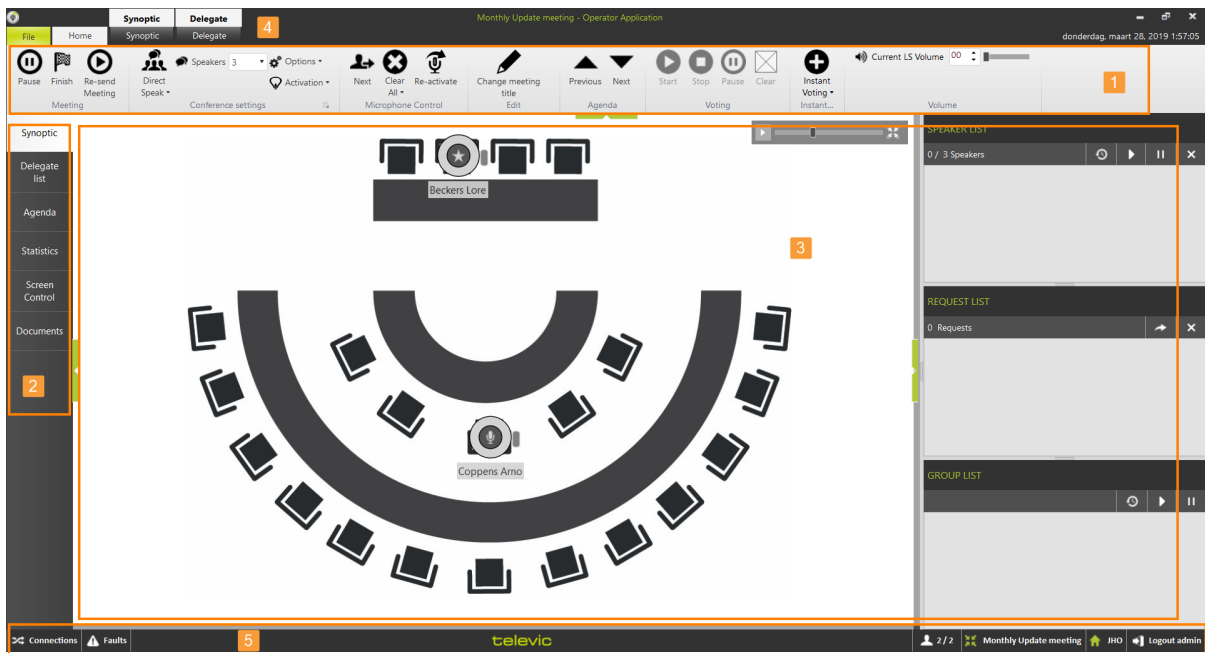 Synoptic Delegate
Monthly Update meeting - Operator Application
4
File Home Synoptic Delegate
donderdag, maart 28, 2019 1:57:05
Pause Finish Re-send Meeting
Meeting
Direct Speak
Speakers 3
Options
Activation
Conference settings
Next Clear All Re-activate
Microphone Control
Change meeting title
Edit
Previous Next
Agenda
Start Stop Pause Clear
Voting
Instant Voting
Instant...
Current LS Volume 00
Volume
1
Synoptic
Delegate list
Agenda
Statistics
Screen Control
Documents
2
Beckers Lore
3
Coppens Arno
SPEAKER LIST
0 / 3 Speakers
REQUEST LIST
0 Requests
GROUP LIST
Connections Faults
5
televic
2/2 Monthly Update meeting JHO Logout admin